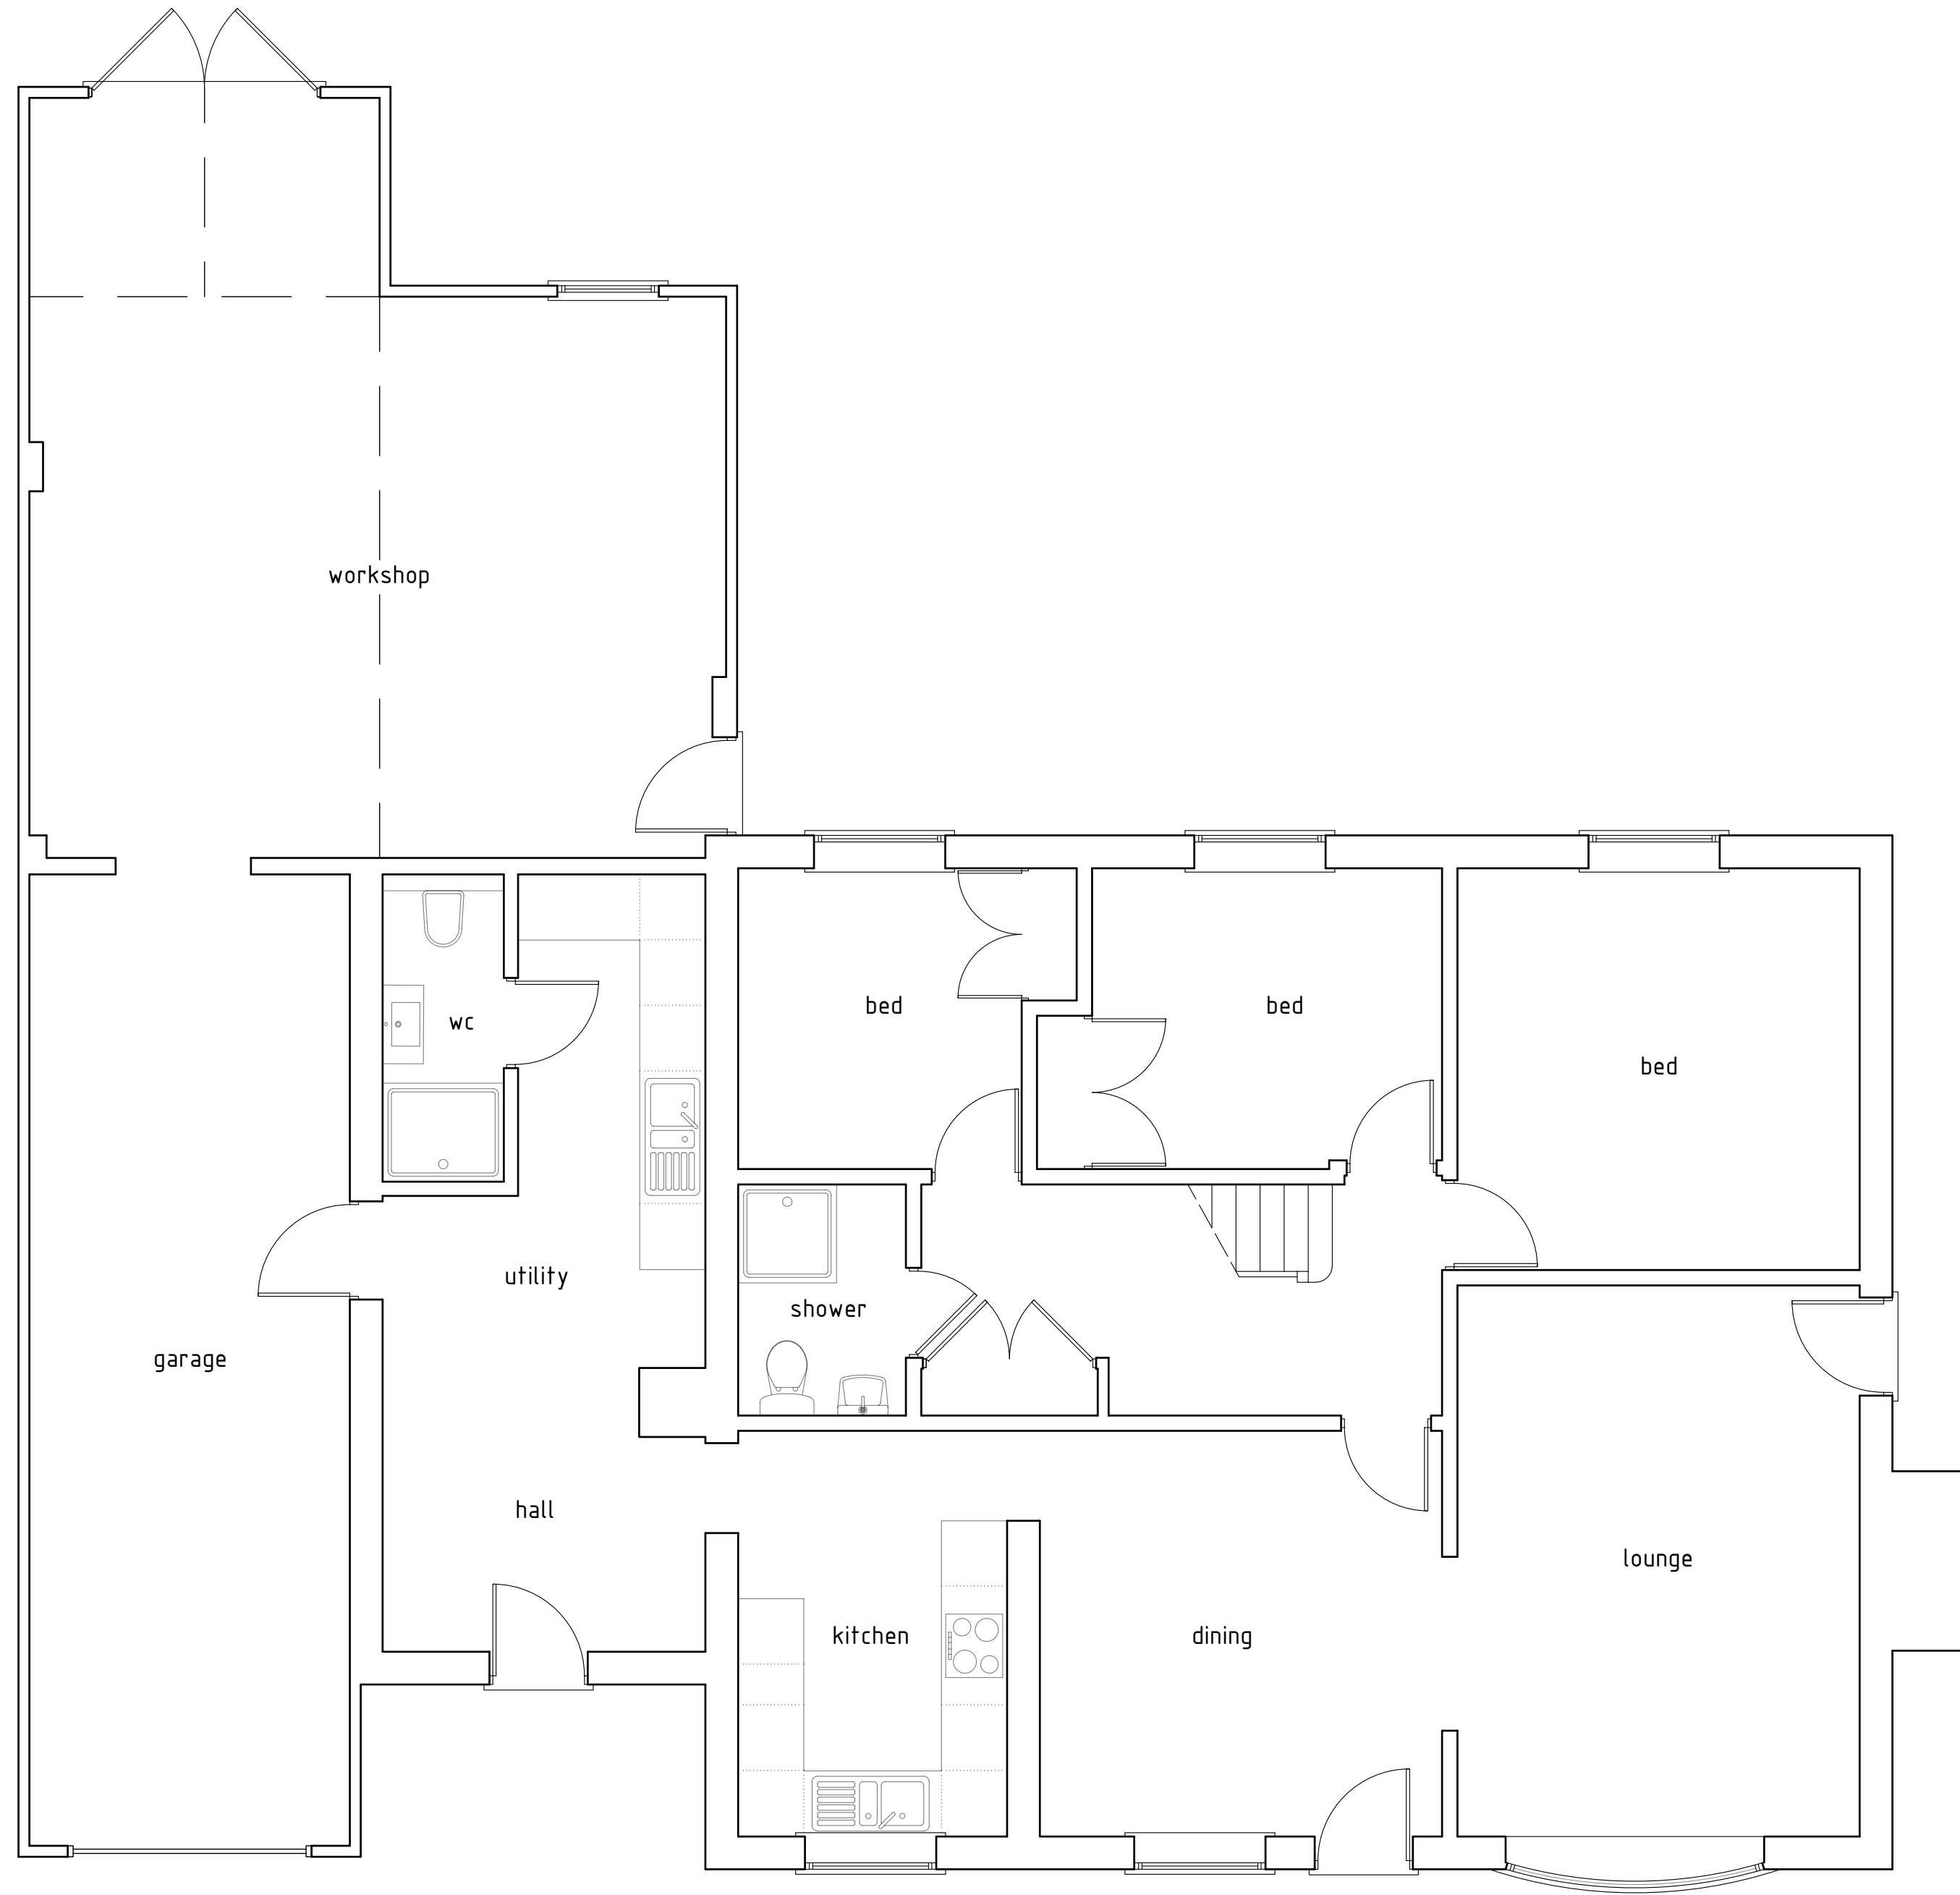 workshop
bed
bed
wc
bed
utility
shower
garage
hall
lounge
kitchen
dining